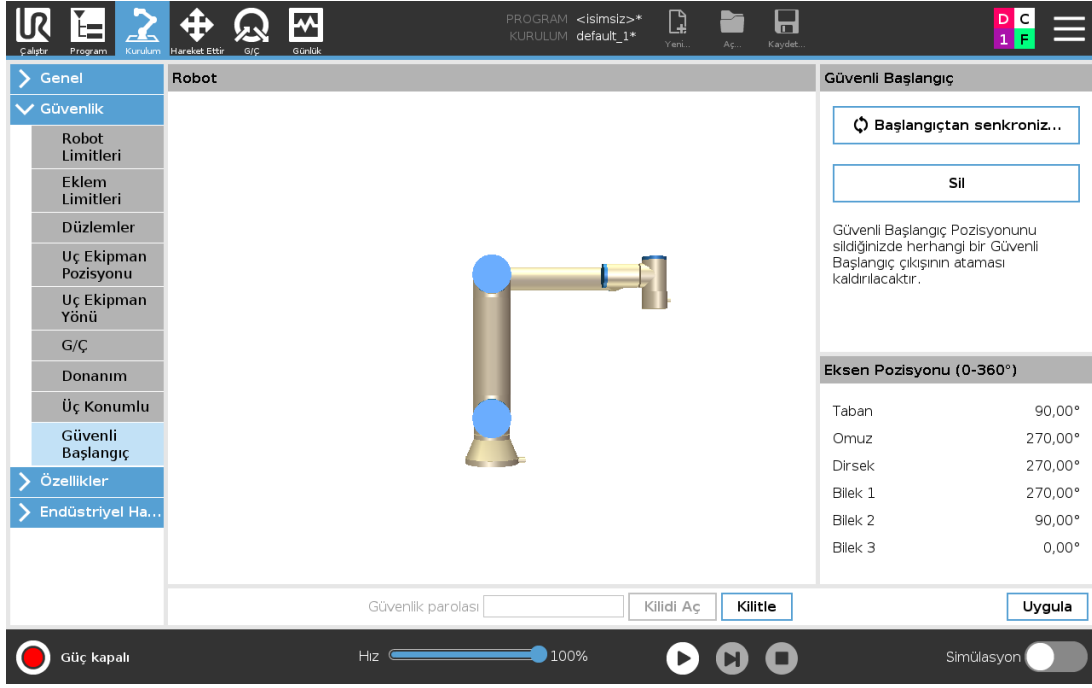 PROGRAM <isimsiz>*
KURULUM default_1*
Çalıştır
Program
Kurulum
Hareket Ettir
G/Ç
Günlük
Yeni...
Aç...
Kaydet...
D C
1 F
Genel
Güvenlik
Robot
Limitleri
Eklem
Limitleri
Düzlemler
Uç Ekipman
Pozisyonu
Uç Ekipman
Yönü
G/Ç
Donanım
Üç Konumlu
Güvenli
Başlangıç
Özellikler
Endüstriyel Ha...
Robot
Güvenli Başlangıç
Başlangıçtan senkroniz...
Sil
Güvenli Başlangıç Pozisyonunu
sildiğinizde herhangi bir Güvenli
Başlangıç çıkışının ataması
kaldırılacaktır.
Eksen Pozisyonu (0-360°)
Taban 90,00°
Omuz 270,00°
Dirsek 270,00°
Bilek 1 270,00°
Bilek 2 90,00°
Bilek 3 0,00°
Güvenlik parolası
Kilidi Aç
Kilitle
Uygula
Güç kapalı
Hız
100%
Simülasyon